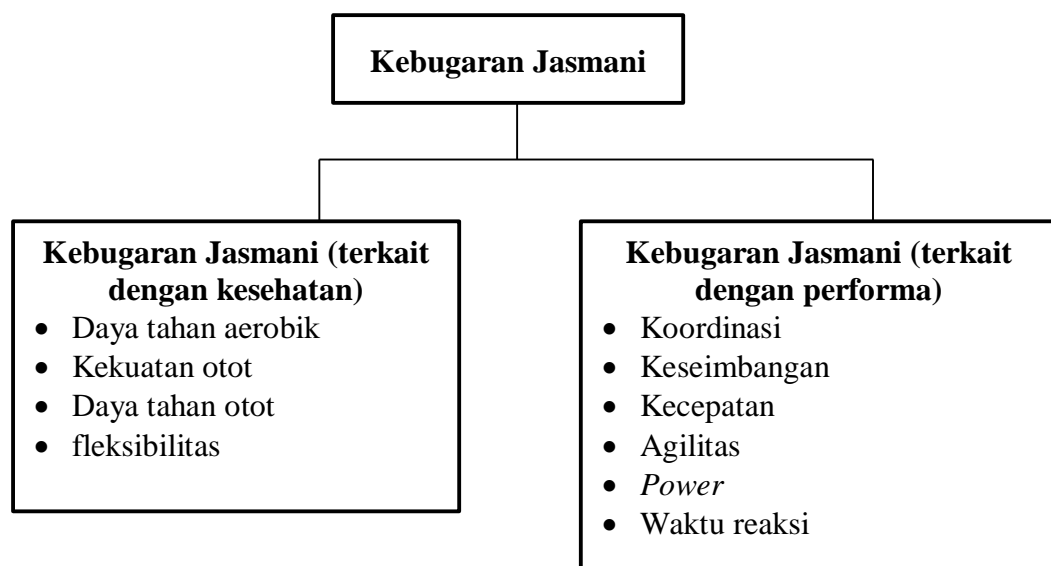 Kebugaran Jasmani
Kebugaran Jasmani (terkait
dengan kesehatan)
• Daya tahan aerobik
• Kekuatan otot
• Daya tahan otot
• fleksibilitas
Kebugaran Jasmani (terkait
dengan performa)
• Koordinasi
• Keseimbangan
• Kecepatan
• Agilitas
• Power
• Waktu reaksi